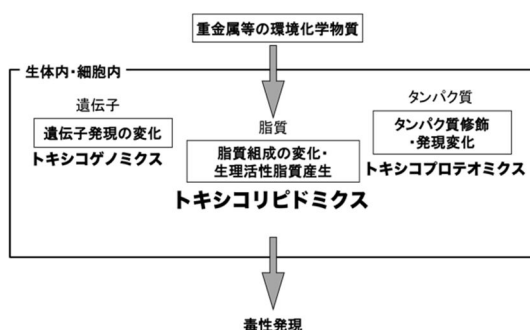 重金属等の環境化学物質
生体内・細胞内
遺伝子
遺伝子発現の変化
トキシコゲノミクス
脂質
脂質組成の変化・
生理活性脂質産生
トキシコリピドミクス
タンパク質
タンパク質修飾
・発現変化
トキシコプロテオミクス
毒性発現